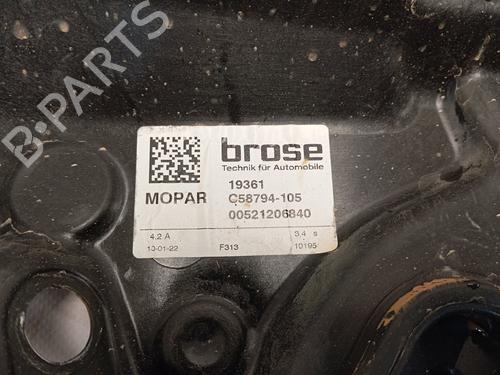 B-PARTS
brose
Technik für Automobile
19361
MOPAR C58794-105
00521206840
4.2 A 3.4 s
13-01-22 F313 10195